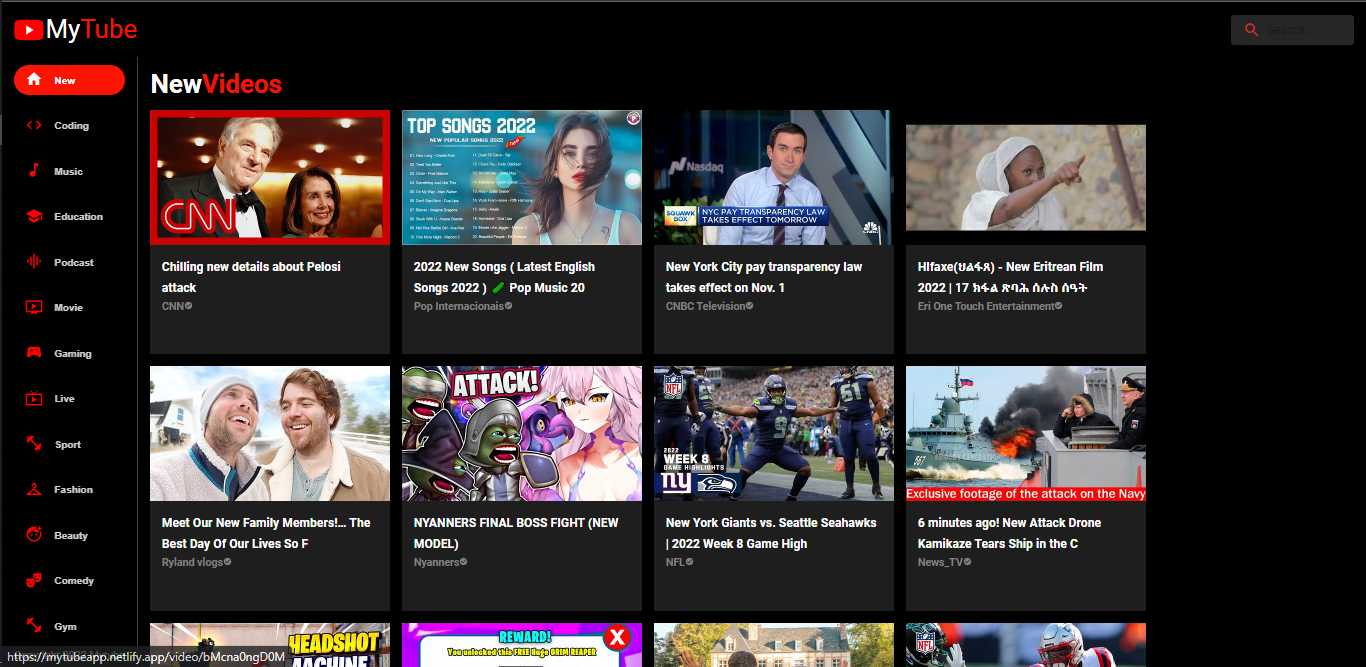 MyTube
Search...
New
Coding
Music
Education
Podcast
Movie
Gaming
Live
Sport
Fashion
Beauty
Comedy
Gym
https://mytubeapp.netlify.app/video/bMcna0ngD0M
NewVideos
CNN
Chilling new details about Pelosi
attack
CNN
TOP SONGS 2022
NEW POPULAR SONGS 2022
2022 New Songs ( Latest English
Songs 2022 ) 🥒 Pop Music 20
Pop Internacionais
Nasdaq
SQUAWK
BOX
NYC PAY TRANSPARENCY LAW
TAKES EFFECT TOMORROW
CNBC
New York City pay transparency law
takes effect on Nov. 1
CNBC Television
HIfaxe(ህልፋጸ) - New Eritrean Film
2022 | 17 ክፋል ጽባሕ ሰሉስ ሰዓት
Eri One Touch Entertainment
Meet Our New Family Members!... The
Best Day Of Our Lives So F
Ryland vlogs
ATTACK!
NYANNERS FINAL BOSS FIGHT (NEW
MODEL)
Nyanners
NFL
2022
WEEK 8
GAME HIGHLIGHTS
ny
New York Giants vs. Seattle Seahawks
| 2022 Week 8 Game High
NFL
Exclusive footage of the attack on the Navy
6 minutes ago! New Attack Drone
Kamikaze Tears Ship in the C
News_TV
HEADSHOT
MACHINE
REWARD!
X
You unlocked this FREE Huge GRIM REAPER
NFL